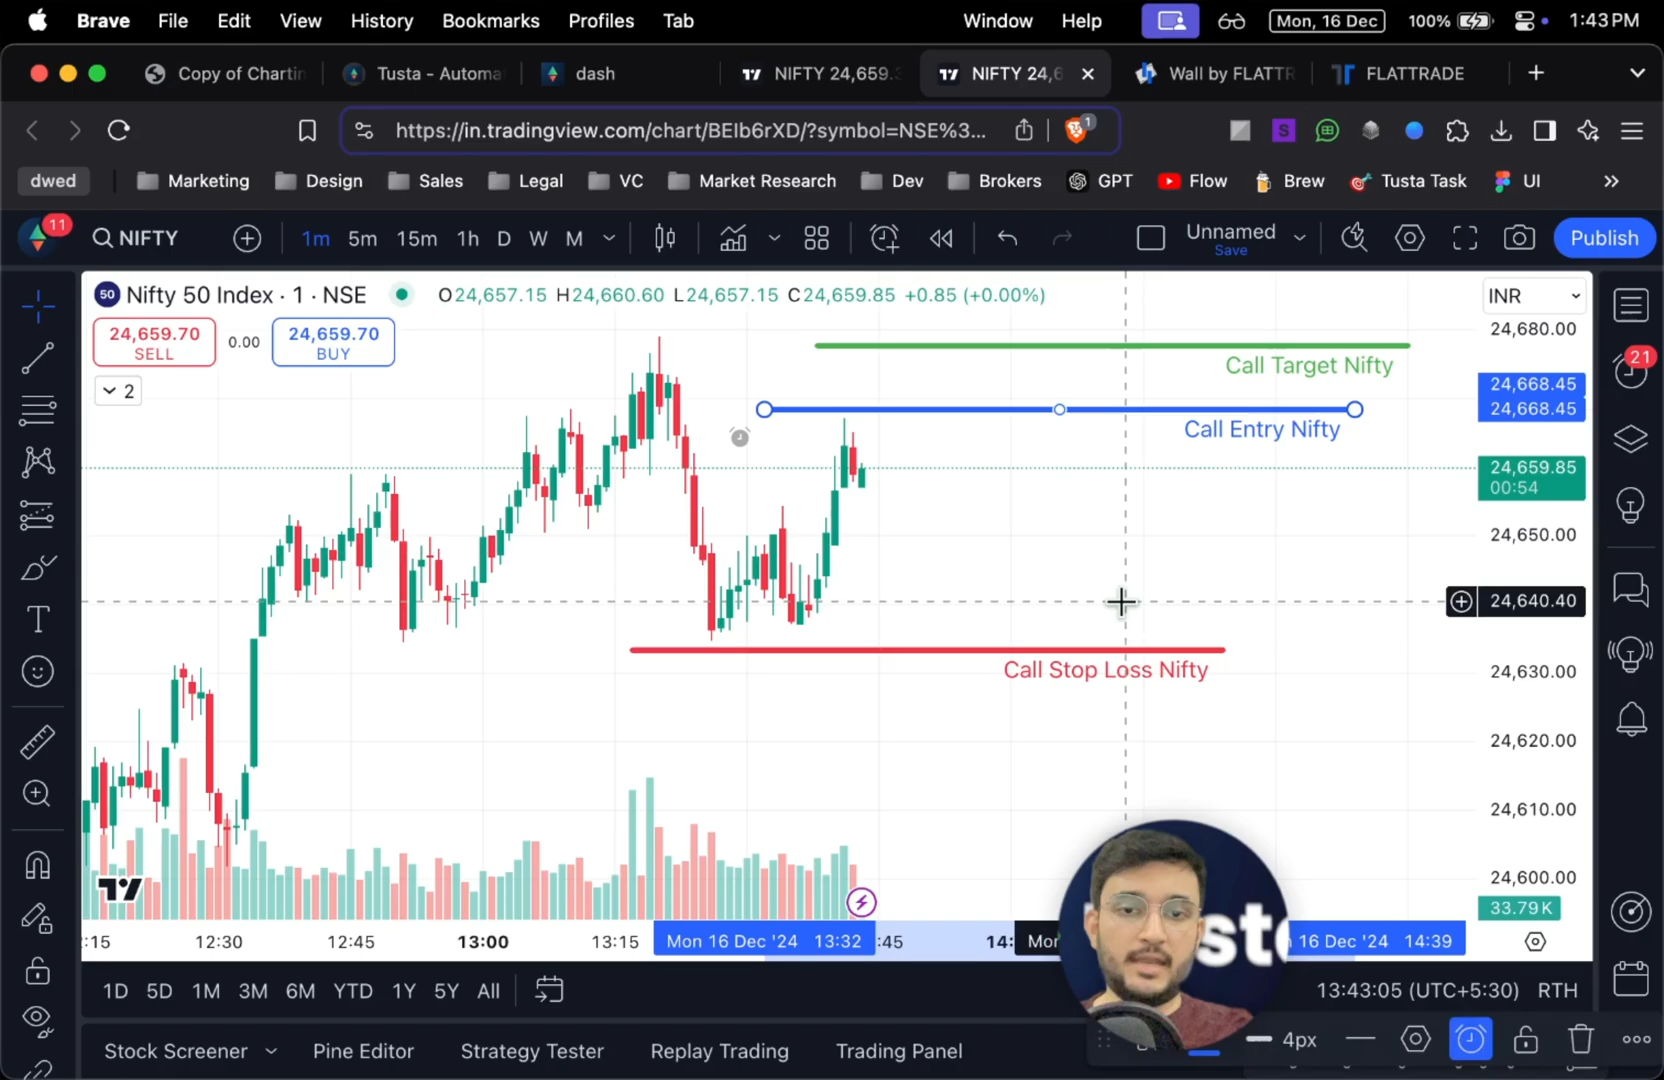 Brave File Edit View History Bookmarks Profiles Tab Window Help Mon, 16 Dec 100% 1:43 PM
Copy of Chartin Tusta - Automa dash NIFTY 24,659. NIFTY 24,6 Wall by FLATTR FLATTRADE
https://in.tradingview.com/chart/BEIb6rXD/?symbol=NSE%3... 1
dwed Marketing Design Sales Legal VC Market Research Dev Brokers GPT Flow Brew Tusta Task UI
11 NIFTY 1m 5m 15m 1h D W M Unnamed Publish
Save
50 Nifty 50 Index · 1 · NSE O24,657.15 H24,660.60 L24,657.15 C24,659.85 +0.85 (+0.00%) INR
24,659.70 0.00 24,659.70 24,680.00
SELL BUY
21
Call Target Nifty
2 24,668.45
24,668.45
Call Entry Nifty
24,659.85
00:54
24,650.00
24,640.40
Call Stop Loss Nifty 24,630.00
24,620.00
24,610.00
24,600.00
33.79 K
:15 12:30 12:45 13:00 13:15 Mon 16 Dec '24 13:32 :45 14: Mon 16 Dec '24 14:39
1D 5D 1M 3M 6M YTD 1Y 5Y All 13:43:05 (UTC+5:30) RTH
Stock Screener Pine Editor Strategy Tester Replay Trading Trading Panel 4px